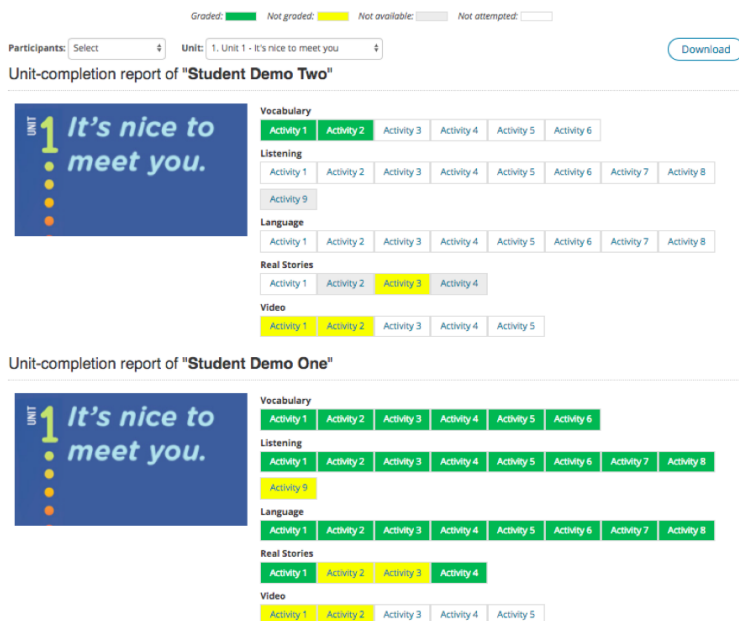 Graded: Not graded: Not available: Not attempted:
Participants: Select Unit: 1. Unit 1 - It's nice to meet you Download
Unit-completion report of "Student Demo Two"
UNIT 1 It's nice to
meet you.
Vocabulary
Activity 1 Activity 2 Activity 3 Activity 4 Activity 5 Activity 6
Listening
Activity 1 Activity 2 Activity 3 Activity 4 Activity 5 Activity 6 Activity 7 Activity 8
Activity 9
Language
Activity 1 Activity 2 Activity 3 Activity 4 Activity 5 Activity 6 Activity 7 Activity 8
Real Stories
Activity 1 Activity 2 Activity 3 Activity 4
Video
Activity 1 Activity 2 Activity 3 Activity 4 Activity 5
Unit-completion report of "Student Demo One"
UNIT 1 It's nice to
meet you.
Vocabulary
Activity 1 Activity 2 Activity 3 Activity 4 Activity 5 Activity 6
Listening
Activity 1 Activity 2 Activity 3 Activity 4 Activity 5 Activity 6 Activity 7 Activity 8
Activity 9
Language
Activity 1 Activity 2 Activity 3 Activity 4 Activity 5 Activity 6 Activity 7 Activity 8
Real Stories
Activity 1 Activity 2 Activity 3 Activity 4
Video
Activity 1 Activity 2 Activity 3 Activity 4 Activity 5